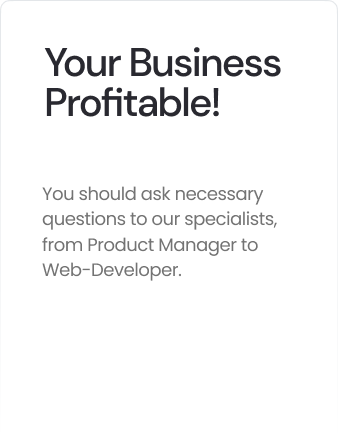 Your Business
Profitable!
You should ask necessary
questions to our specialists,
from Product Manager to
Web-Developer.